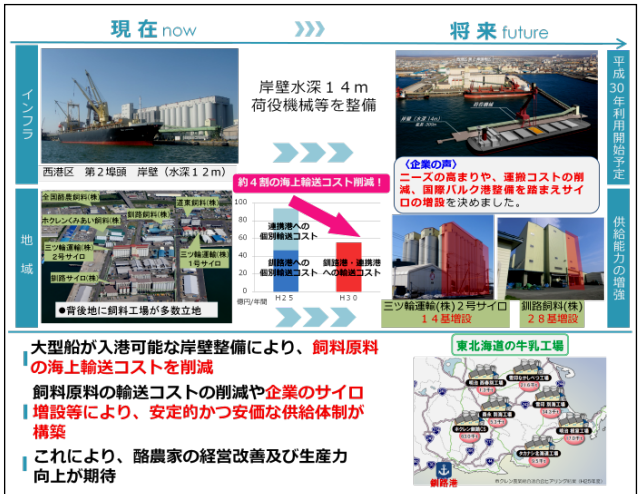 現在now
将来future
インフラ
岸壁水深14m
荷役機械等を整備
平成30年利用開始予定
西港区 第2埠頭 岸壁（水深12m）
〈企業の声〉
ニーズの高まりや、運搬コストの削
減、国際バルク港整備を踏まえサイ
ロの増設を決めました。
約4割の海上輸送コスト削減！
地域
全国酪農飼料(株)
道東飼料(株)
釧路飼料(株)
ホクレンくみあい飼料(株)
三ツ輪運輸(株)
2号サイロ
三ツ輪運輸(株)
1号サイロ
釧路サイロ(株)
●背後地に飼料工場が多数立地
100
80
60
40
20
0
連携港への
個別輸送コスト
釧路港への
個別輸送コスト
釧路港・連携港
への輸送コスト
億円/年間
H25
H30
供給能力の増強
三ツ輪運輸(株)2号サイロ
14基増設
釧路飼料(株)
28基増設
大型船が入港可能な岸壁整備により、飼料原料
の海上輸送コストを削減
飼料原料の輸送コストの削減や企業のサイロ
増設等により、安定的かつ安価な供給体制が
構築
これにより、酪農家の経営改善及び生産力
向上が期待
東北海道の牛乳工場
釧路港